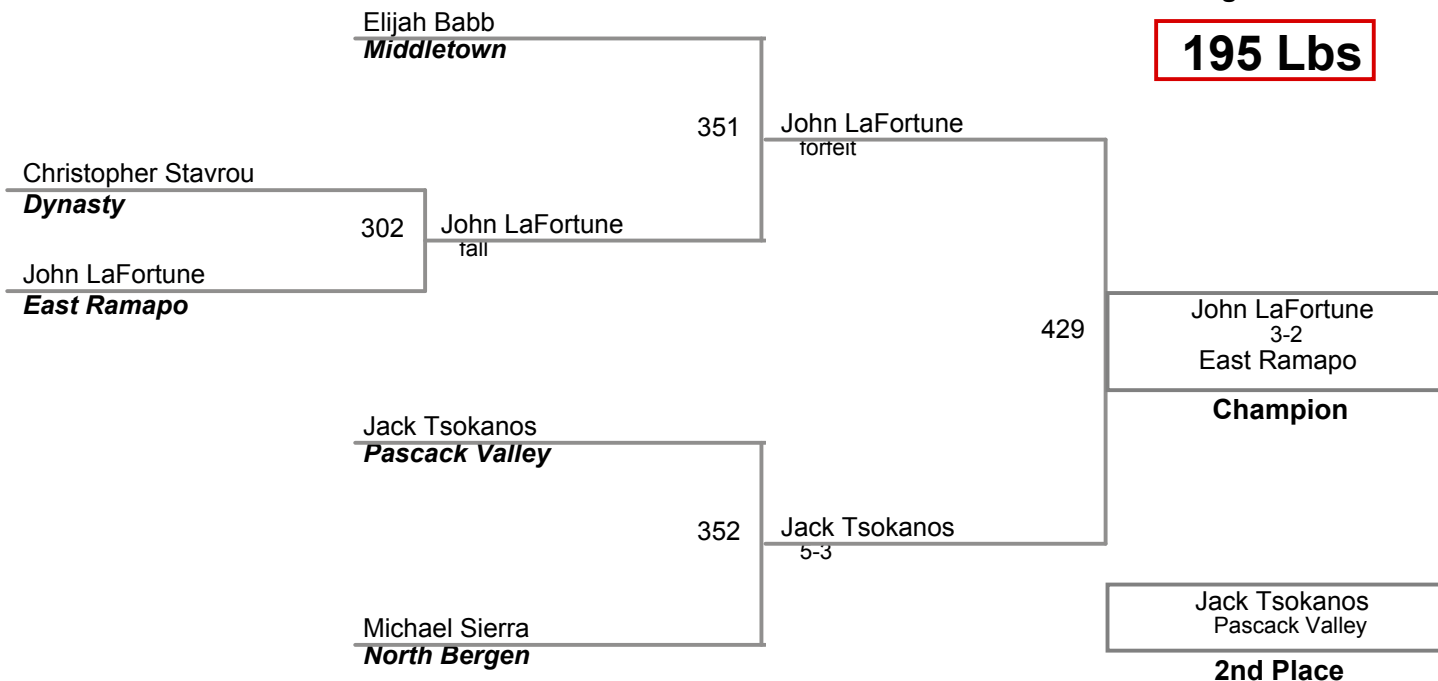 195 Lbs
Elijah Babb
Middletown
351
John LaFortune
forfeit
Christopher Stavrou
Dynasty
302
John LaFortune
fall
John LaFortune
East Ramapo
429
John LaFortune
3-2
East Ramapo
Champion
Jack Tsokanos
Pascack Valley
352
Jack Tsokanos
5-3
Michael Sierra
North Bergen
Jack Tsokanos
Pascack Valley
2nd Place